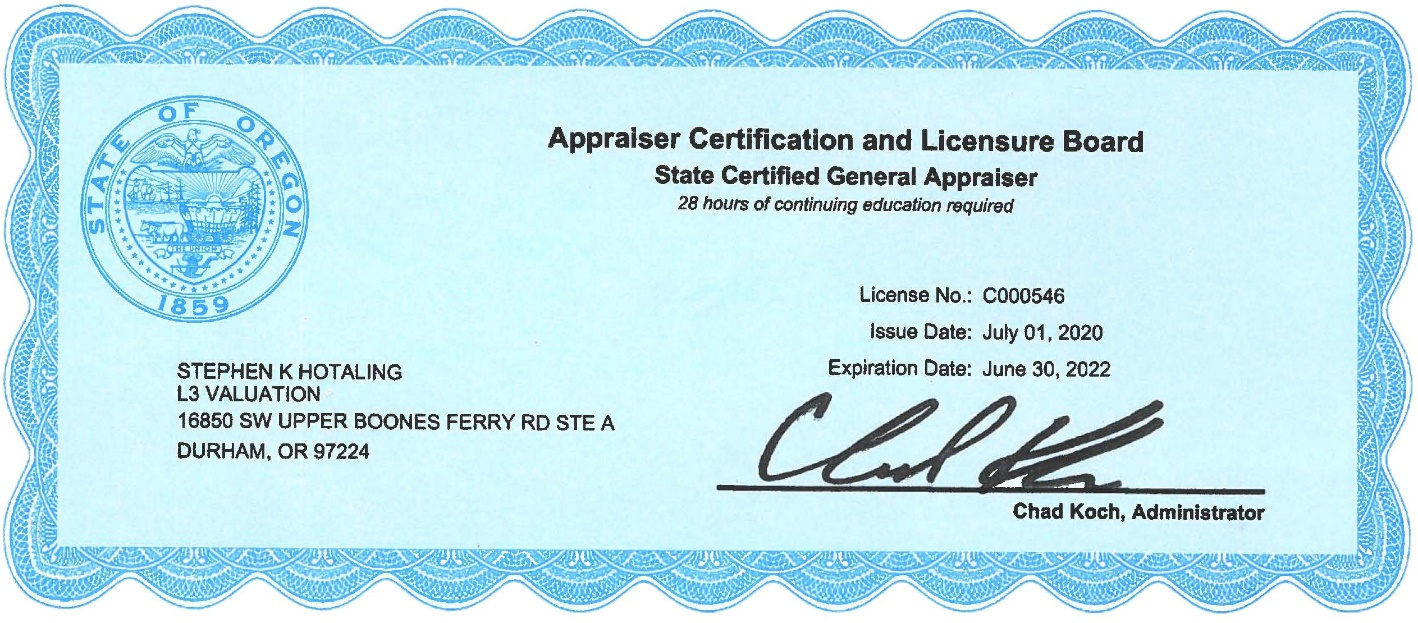 STATE OF OREGON
1859
Appraiser Certification and Licensure Board
State Certified General Appraiser
28 hours of continuing education required
License No.: C000546
Issue Date: July 01, 2020
Expiration Date: June 30, 2022
STEPHEN K HOTALING
L3 VALUATION
16850 SW UPPER BOONES FERRY RD STE A
DURHAM, OR 97224
Chad Koch, Administrator